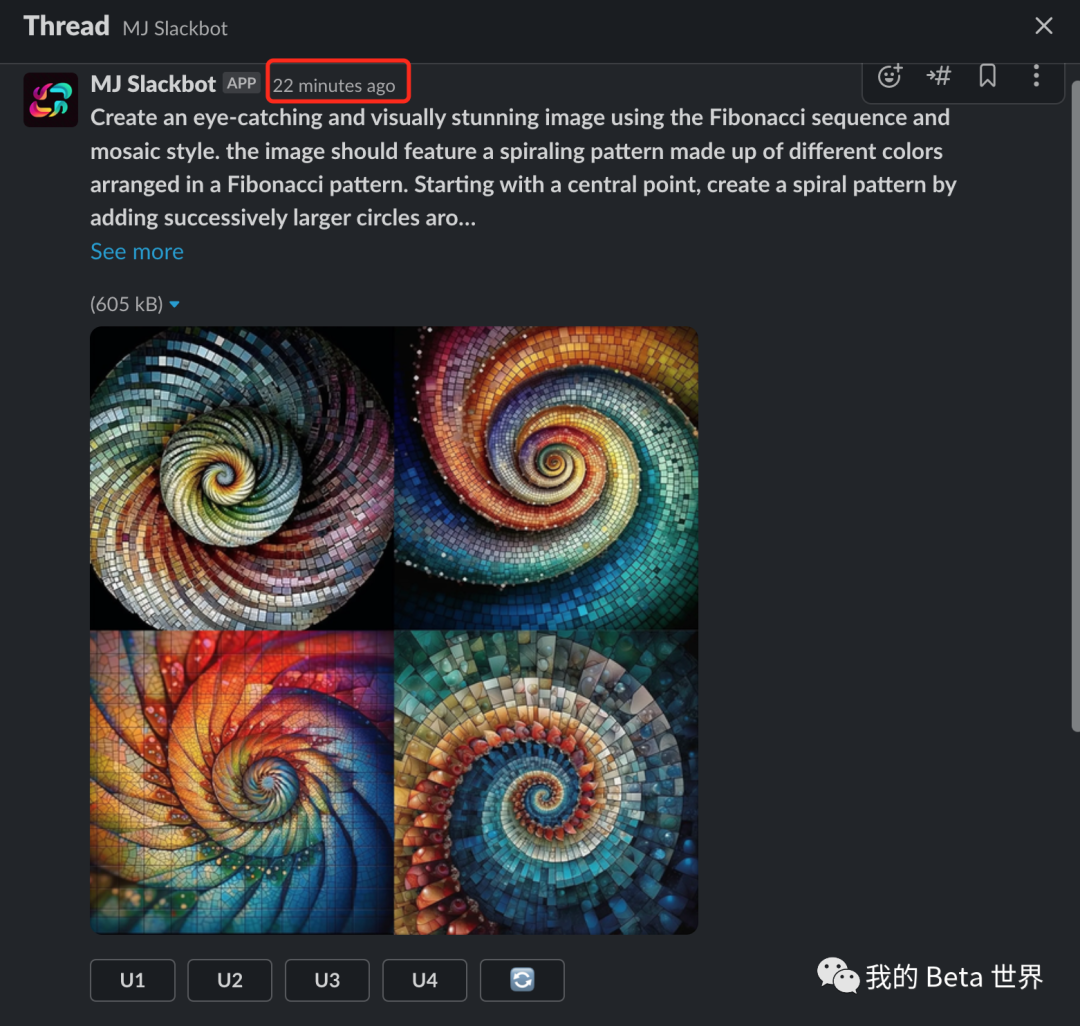 Thread MJ Slackbot
MJ Slackbot APP 22 minutes ago
Create an eye-catching and visually stunning image using the Fibonacci sequence and
mosaic style. the image should feature a spiraling pattern made up of different colors
arranged in a Fibonacci pattern. Starting with a central point, create a spiral pattern by
adding successively larger circles aro...
See more
(605 kB)
U1 U2 U3 U4
我的 Beta 世界